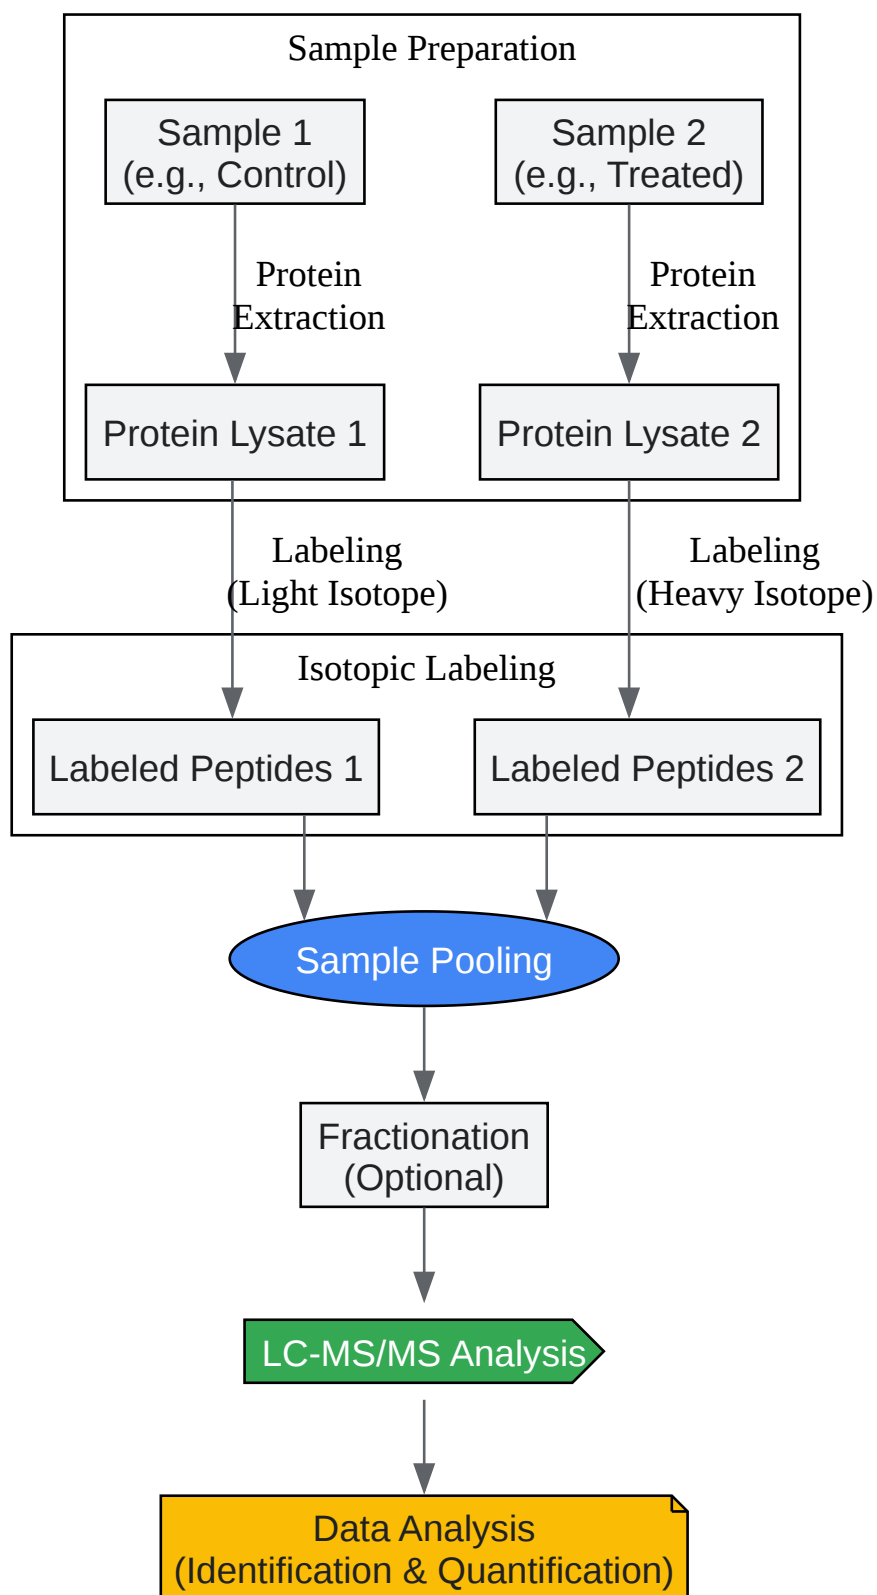 Sample Preparation
Sample 1
(e.g., Control)
Sample 2
(e.g., Treated)
Protein
Extraction
Protein
Extraction
Protein Lysate 1
Protein Lysate 2
Labeling
(Light Isotope)
Labeling
(Heavy Isotope)
Isotopic Labeling
Labeled Peptides 1
Labeled Peptides 2
Sample Pooling
Fractionation
(Optional)
LC-MS/MS Analysis
Data Analysis
(Identification & Quantification)